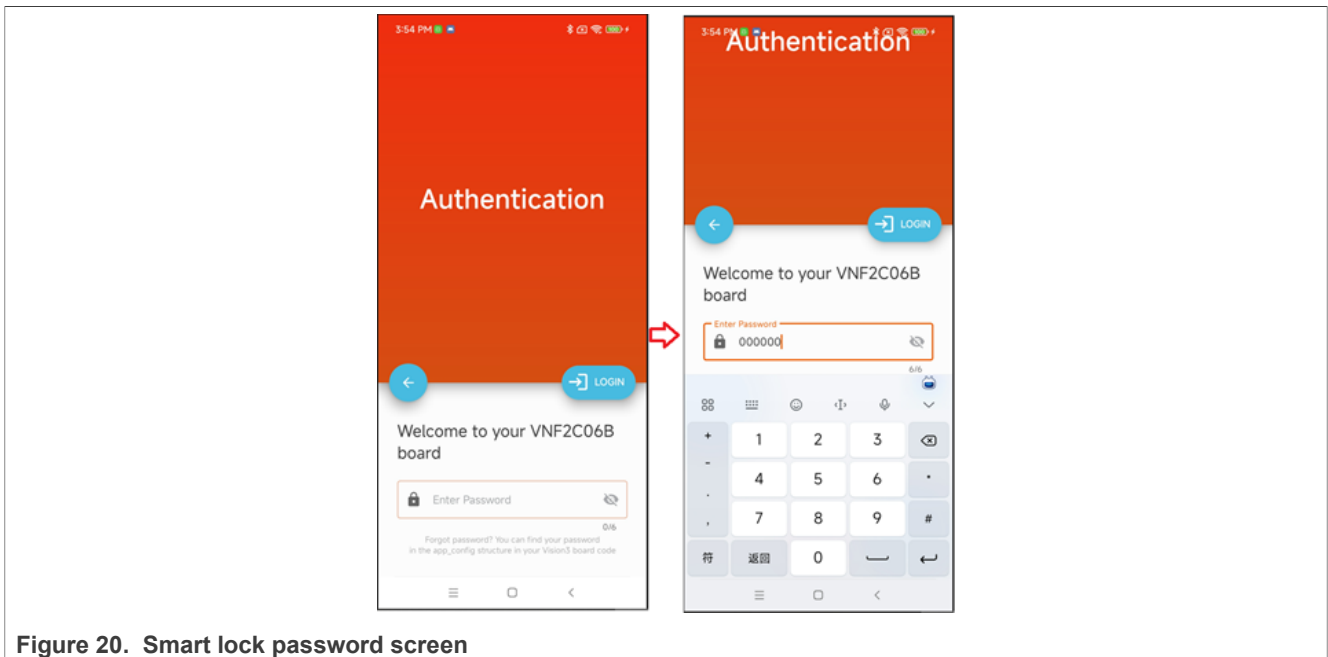 3:54 PM
Authentication
LOGIN
Welcome to your VNF2C06B
board
Enter Password
0/6
Forgot password? You can find your password
in the app_config structure in your Vision5 board code
3:54 PM
Authentication
LOGIN
Welcome to your VNF2C06B
board
Enter Password
000000
6/6
+ 1 2 3
- 4 5 6 .
.
, 7 8 9 #
符 返回 0
Figure 20. Smart lock password screen